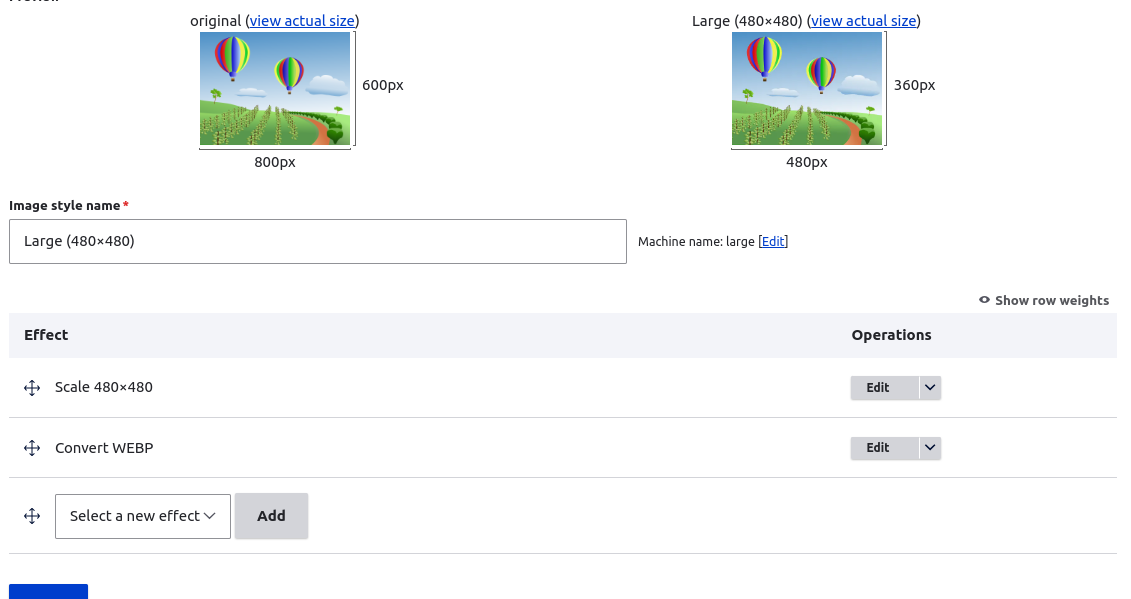 original (view actual size)
Large (480×480) (view actual size)
600px
360px
800px
480px
Image style name*
Large (480×480)
Machine name: large [Edit]
Show row weights
Effect
Operations
Scale 480×480
Edit
Convert WEBP
Edit
Select a new effect
Add